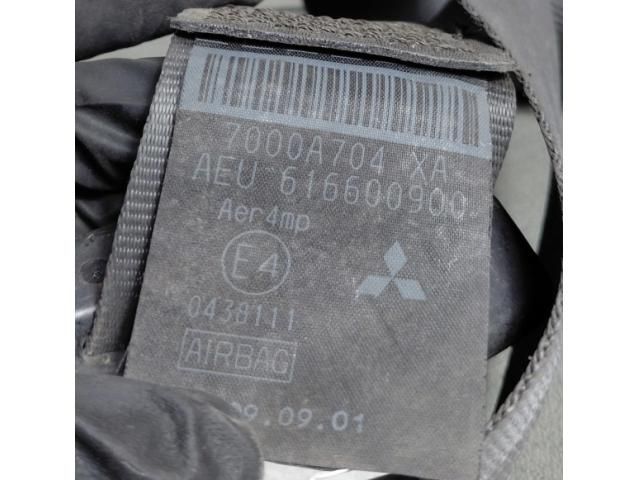 7000A704 XA
AEU 616600900
Aer4mp
E4
0438111
AIRBAG
09.09.01